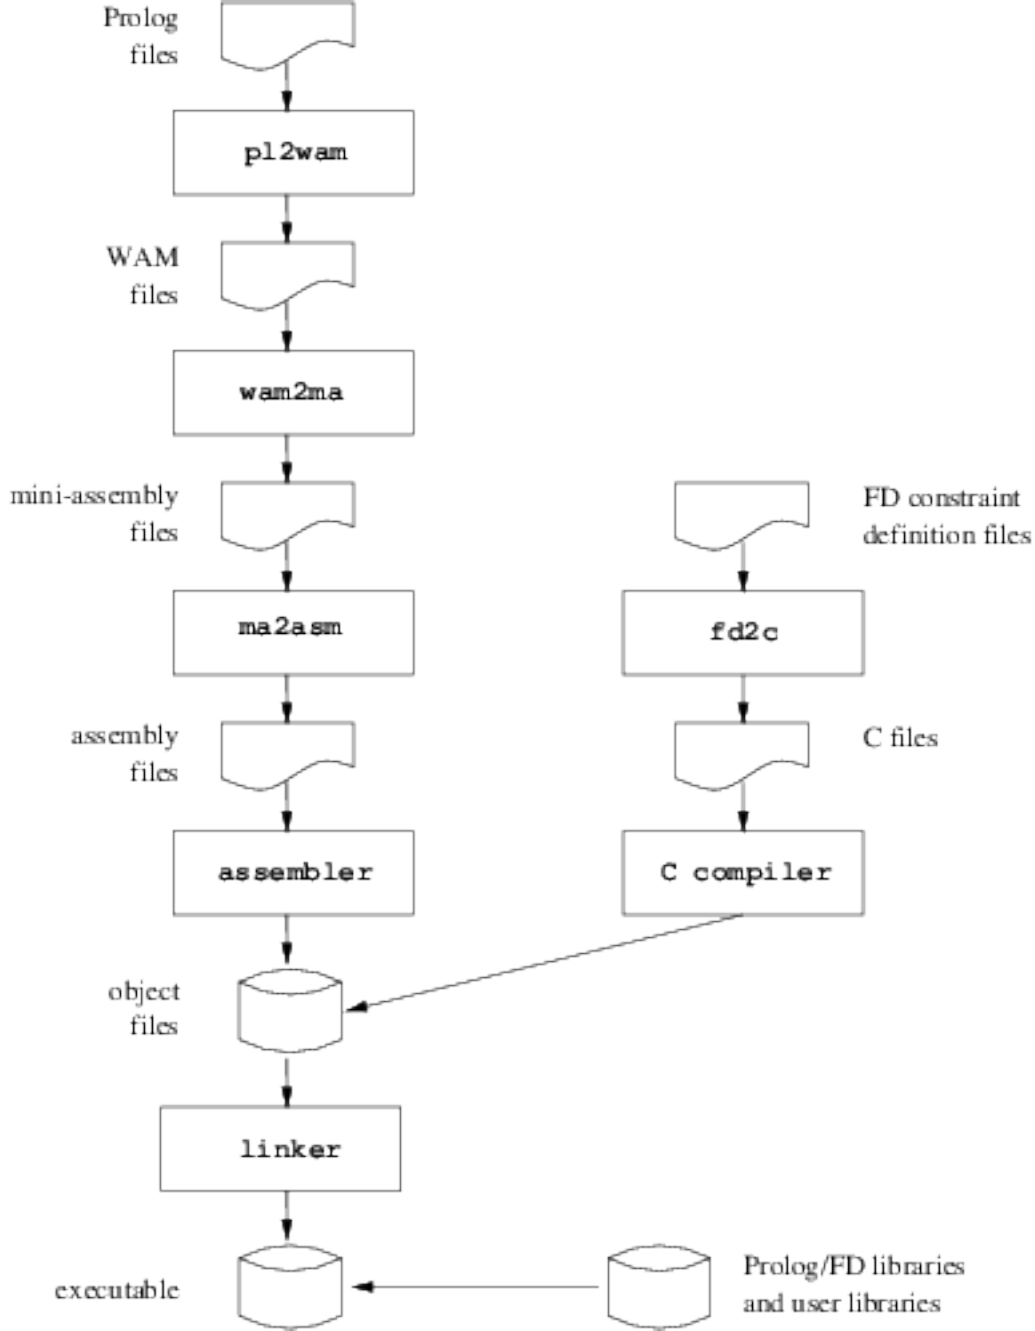 Prolog
files
pl2wam
WAM
files
wam2ma
mini-assembly
files
FD constraint
definition files
ma2asm
fd2c
assembly
files
C files
assembler
C compiler
object
files
linker
executable
Prolog/FD libraries
and user libraries